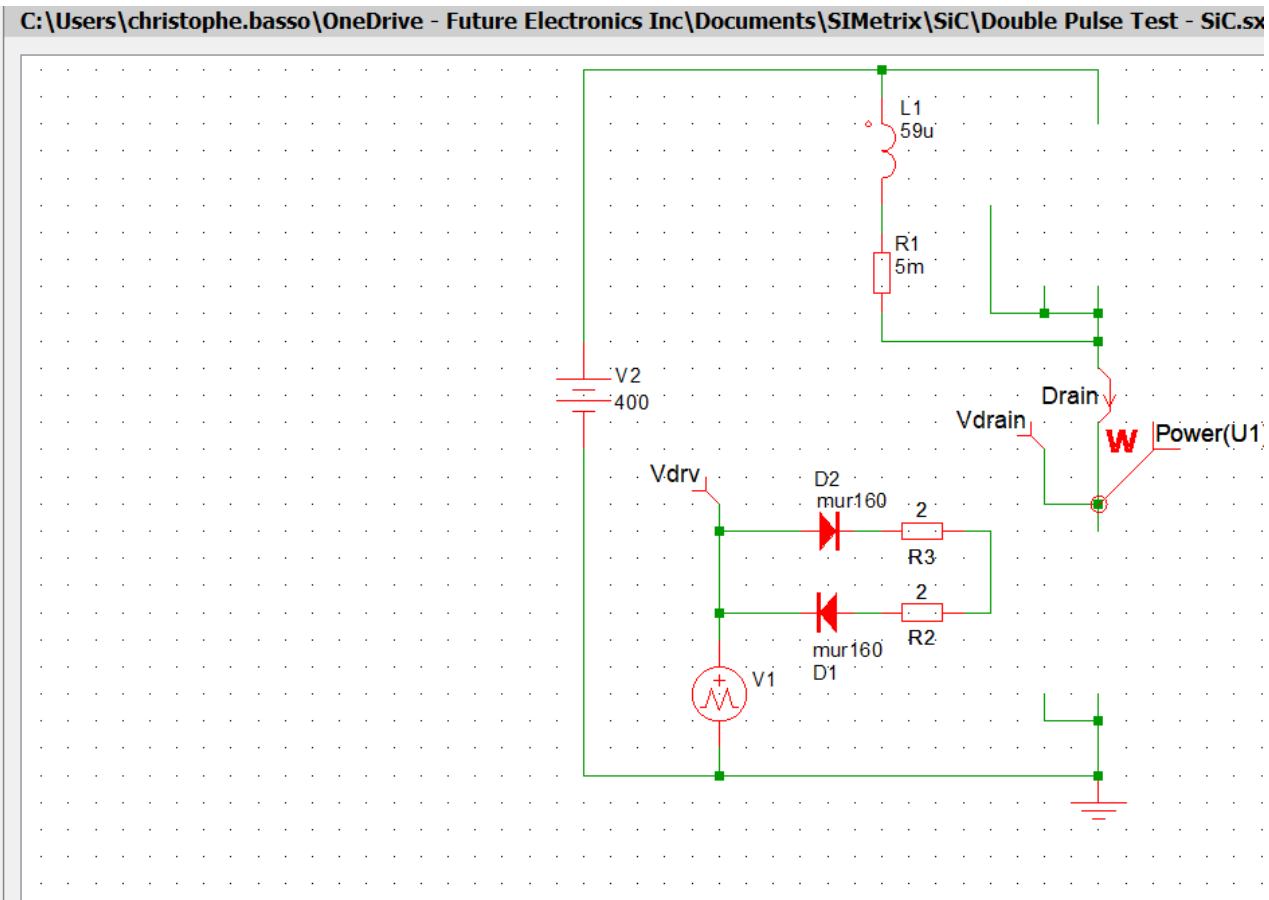 C:\Users\christophe.basso\OneDrive - Future Electronics Inc\Documents\SIMetrix\SiC\Double Pulse Test - SiC.sx
L1
59u
R1
5m
V2
400
Drain
Vdrain
W
Power(U1)
Vdrv
D2
mur160
2
R3
2
R2
mur160
D1
V1